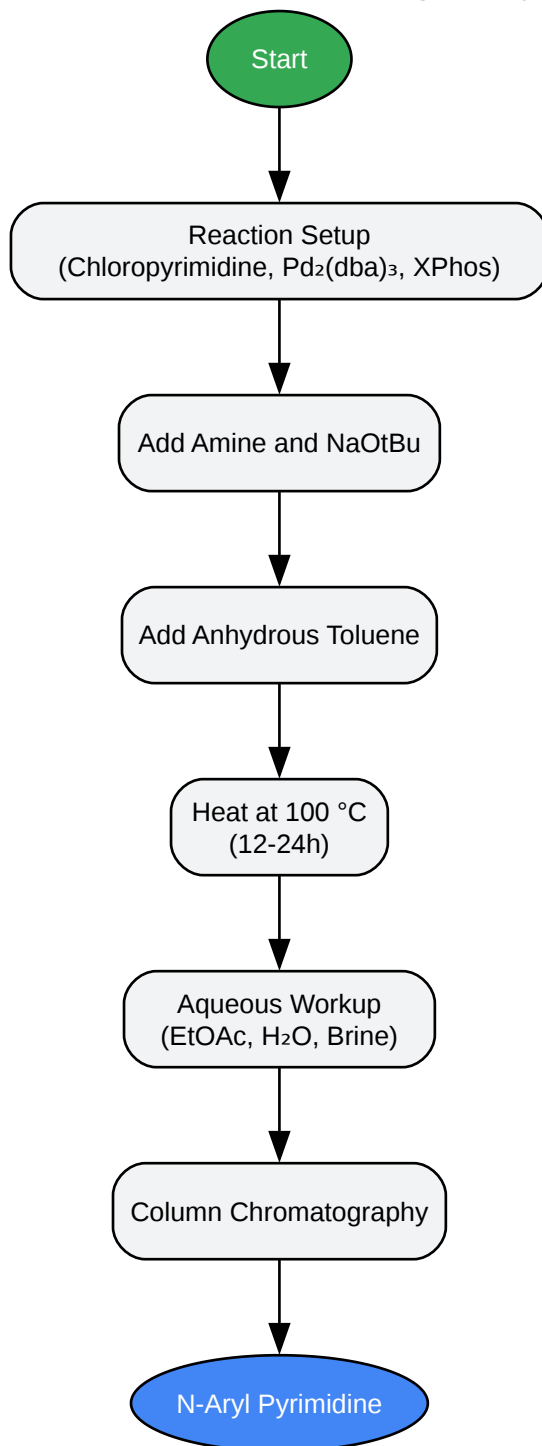 Start
Reaction Setup
(Chloropyrimidine, Pd₂(dba)₃, XPhos)
Add Amine and NaOtBu
Add Anhydrous Toluene
Heat at 100 °C
(12-24h)
Aqueous Workup
(EtOAc, H₂O, Brine)
Column Chromatography
N-Aryl Pyrimidine